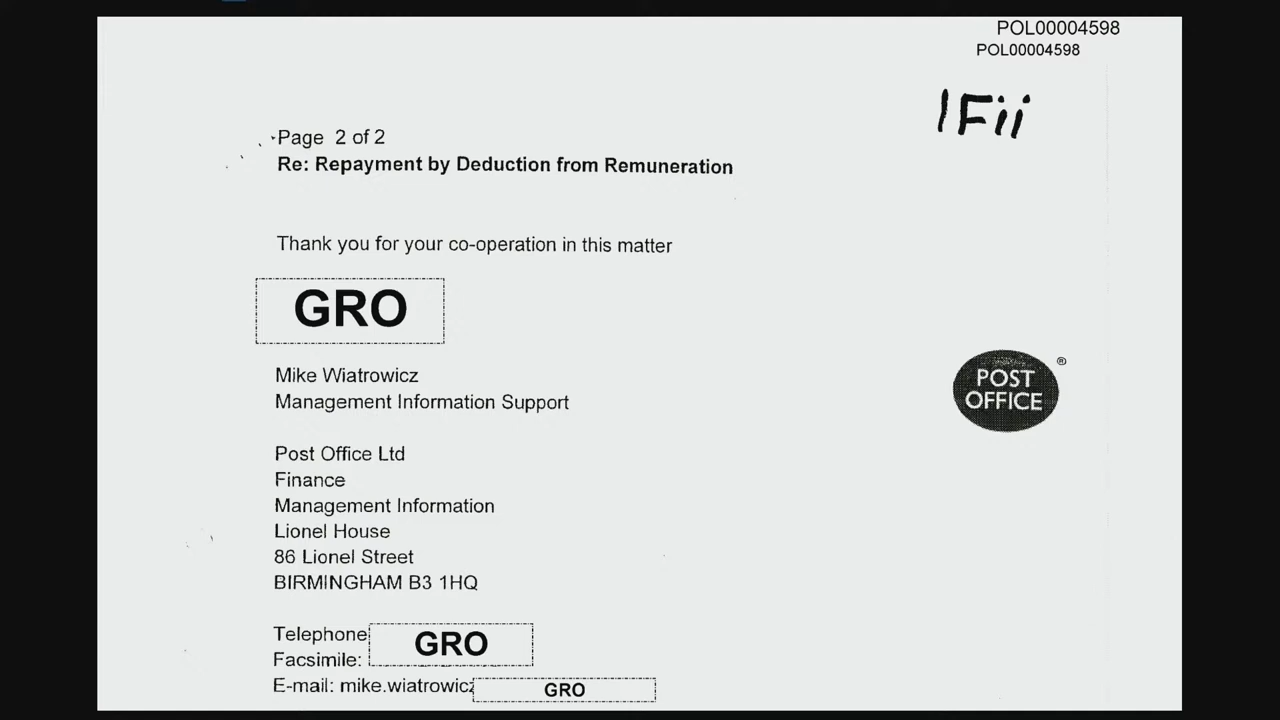 POL00004598
POL00004598
1Fii
Page 2 of 2
Re: Repayment by Deduction from Remuneration
Thank you for your co-operation in this matter
GRO
Mike Wiatrowicz
Management Information Support
POST
OFFICE
®
Post Office Ltd
Finance
Management Information
Lionel House
86 Lionel Street
BIRMINGHAM B3 1HQ
Telephone
GRO
Facsimile:
E-mail: mike.wiatrowicz
GRO